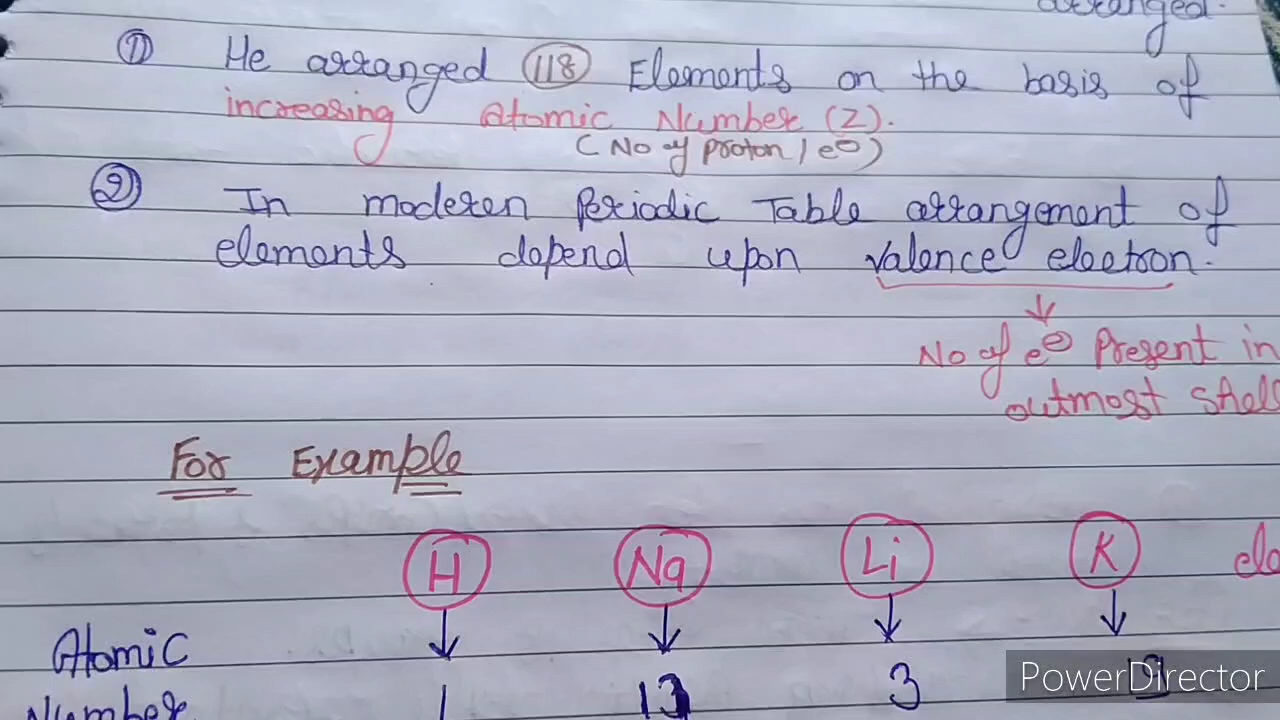 arranged.
① He arranged 118 Elements on the basis of
increasing Atomic Number (Z).
(No of Proton / e⊖)
② In moderen Periodic Table arrangement of
elements depend upon valence electron.
↓
No of e⊖ Present in
outmost shell
For Example
H Na Li K ele
↓ ↓ ↓ ↓
Atomic
Number 1 13 3 19
PowerDirector